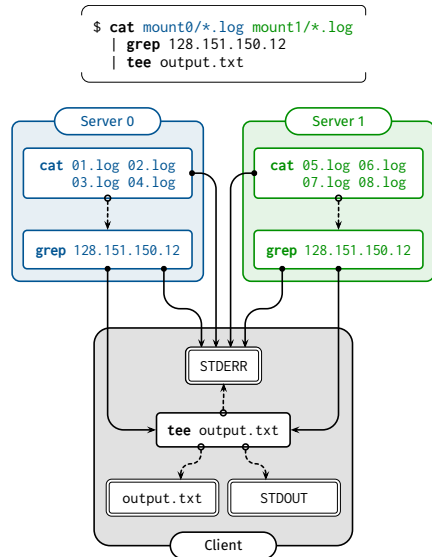 $ cat mount0/*.log mount1/*.log
| grep 128.151.150.12
| tee output.txt
Server 0
Server 1
cat 01.log 02.log
03.log 04.log
cat 05.log 06.log
07.log 08.log
grep 128.151.150.12
grep 128.151.150.12
STDERR
tee output.txt
output.txt
STDOUT
Client